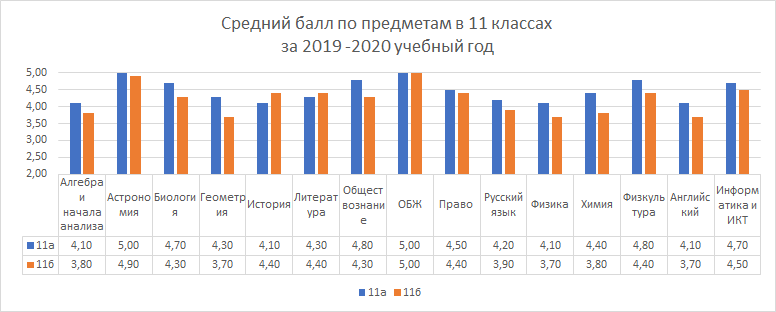 Средний балл по предметам в 11 классах
за 2019 -2020 учебный год
5,00
4,50
4,00
3,50
3,00
2,50
2,00
Алгебра
и
начала
анализа
Астроно
мия
Биологи
я
Геометр
ия
История
Литерат
ура
Общест
вознани
е
ОБЖ
Право
Русский
язык
Физика
Химия
Физкуль
тура
Английс
кий
Информ
атика и
ИКТ
11а 4,10 5,00 4,70 4,30 4,10 4,30 4,80 5,00 4,50 4,20 4,10 4,40 4,80 4,10 4,70
11б 3,80 4,90 4,30 3,70 4,40 4,40 4,30 5,00 4,40 3,90 3,70 3,80 4,40 3,70 4,50
11а 11б